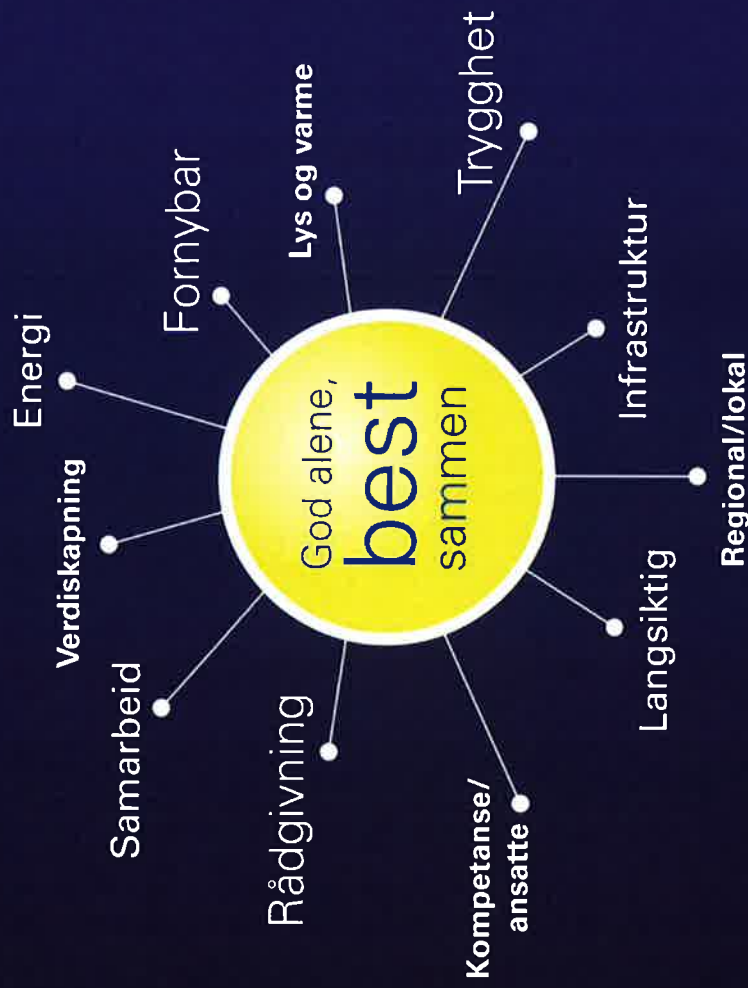 Energi
Verdiskapning
Samarbeid
Fornybar
Rådgivning
Lys og varme
God alene,
best
sammen
Kompetanse/
ansatte
Trygghet
Langsiktig
Infrastruktur
Regional/lokal